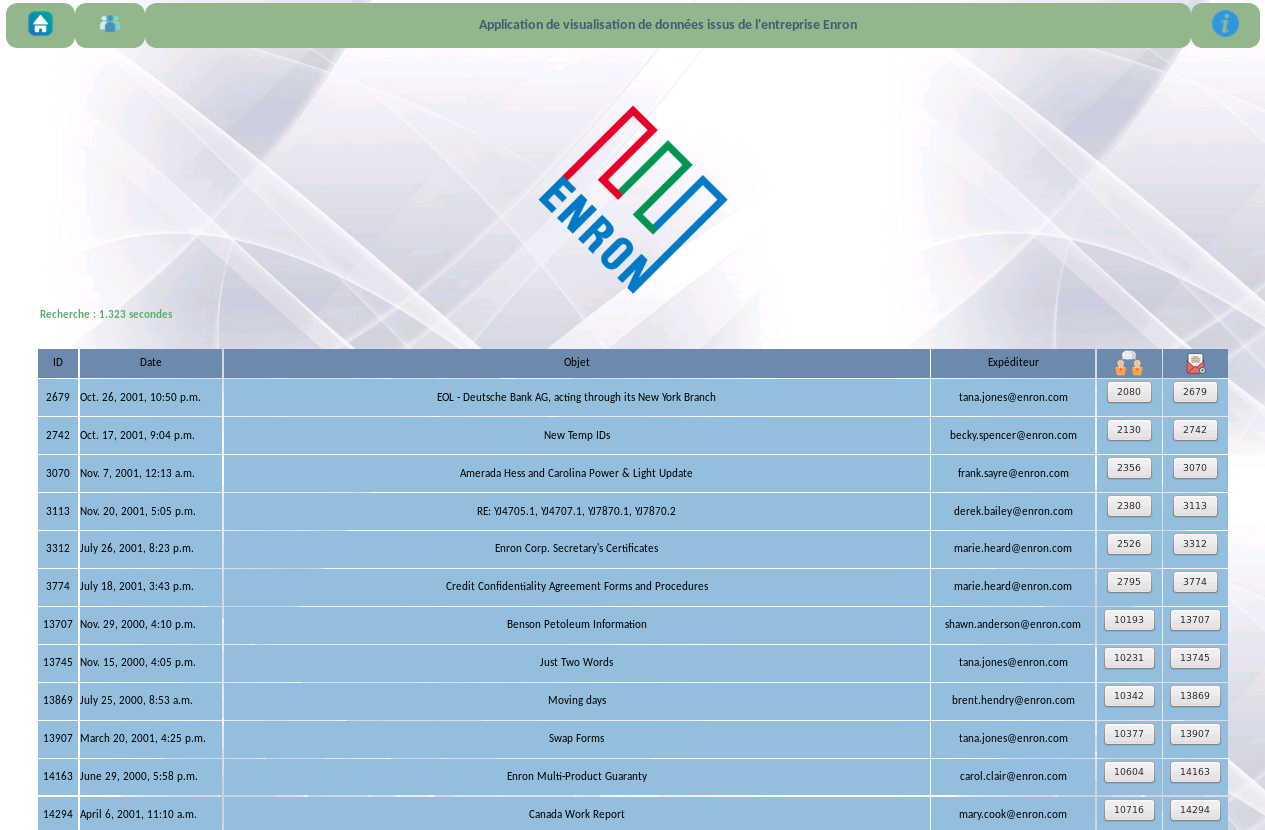 Application de visualisation de données issus de l'entreprise Enron
ENRON
Recherche : 1.323 secondes
ID Date Objet Expéditeur
2679 Oct. 26, 2001, 10:50 p.m. EOL - Deutsche Bank AG, acting through its New York Branch tana.jones@enron.com 2080 2679
2742 Oct. 17, 2001, 9:04 p.m. New Temp IDs becky.spencer@enron.com 2130 2742
3070 Nov. 7, 2001, 12:13 a.m. Amerada Hess and Carolina Power & Light Update frank.sayre@enron.com 2356 3070
3113 Nov. 20, 2001, 5:05 p.m. RE: YJ4705.1, YJ4707.1, YJ7870.1, YJ7870.2 derek.bailey@enron.com 2380 3113
3312 July 26, 2001, 8:23 p.m. Enron Corp. Secretary's Certificates marie.heard@enron.com 2526 3312
3774 July 18, 2001, 3:43 p.m. Credit Confidentiality Agreement Forms and Procedures marie.heard@enron.com 2795 3774
13707 Nov. 29, 2000, 4:10 p.m. Benson Petoleum Information shawn.anderson@enron.com 10193 13707
13745 Nov. 15, 2000, 4:05 p.m. Just Two Words tana.jones@enron.com 10231 13745
13869 July 25, 2000, 8:53 a.m. Moving days brent.hendry@enron.com 10342 13869
13907 March 20, 2001, 4:25 p.m. Swap Forms tana.jones@enron.com 10377 13907
14163 June 29, 2000, 5:58 p.m. Enron Multi-Product Guaranty carol.clair@enron.com 10604 14163
14294 April 6, 2001, 11:10 a.m. Canada Work Report mary.cook@enron.com 10716 14294